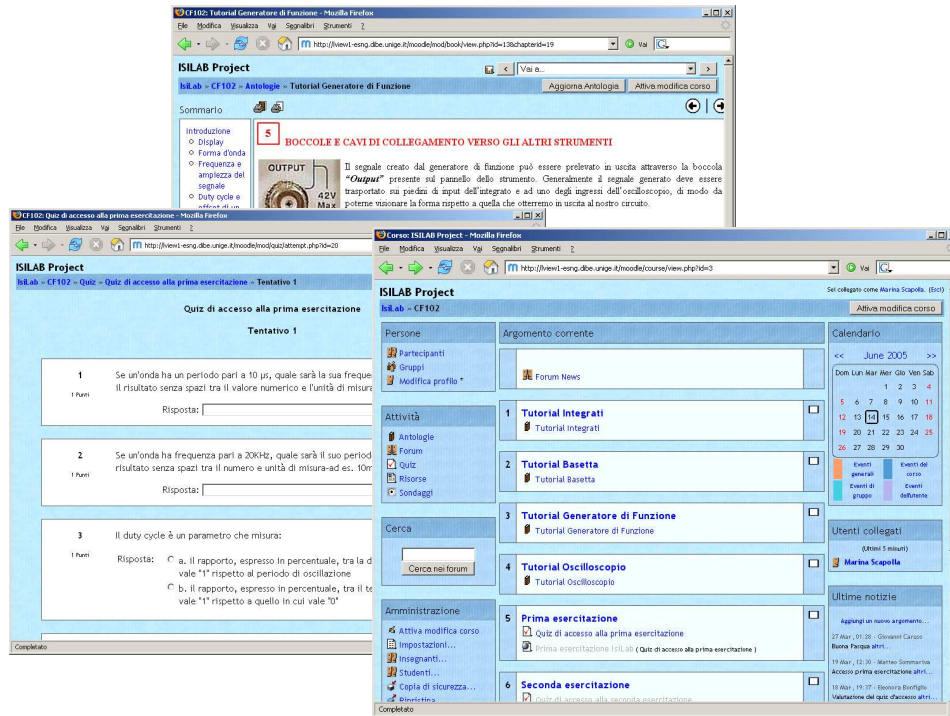 CF102: Tutorial Generatore di Funzione - Mozilla Firefox
File Modifica Visualizza Vai Segnalibri Strumenti ?
http://iview1-esng.dibe.unige.it/moodle/mod/book/view.php?id=138&chapterid=19 Vai
ISILAB Project
Vai a...
IsiLab » CF102 » Antologie » Tutorial Generatore di Funzione
Aggiorna Antologia Attiva modifica corso
Sommario
Introduzione
Display
Forma d'onda
Frequenza e
ampiezza del
segnale
Duty cycle e
5 BOCCOLE E CAVI DI COLLEGAMENTO VERSO GLI ALTRI STRUMENTI
OUTPUT
42V
Max
Il segnale creato dal generatore di funzione può essere prelevato in uscita attraverso la boccola
"Output" presente sul pannello dello strumento. Generalmente il segnale generato deve essere
trasportato sui piedini di input dell'integrato e ad uno degli ingressi dell'oscilloscopio, di modo da
poterne visionare la forma rispetto a quella che otterremo in uscita al nostro circuito.
CF102: Quiz di accesso alla prima esercitazione - Mozilla Firefox
File Modifica Visualizza Vai Segnalibri Strumenti ?
http://iview1-esng.dibe.unige.it/moodle/mod/quiz/attempt.php?id=20
ISILAB Project
IsiLab » CF102 » Quiz » Quiz di accesso alla prima esercitazione » Tentativo 1
Quiz di accesso alla prima esercitazione
Tentativo 1
1
1 Punti
Se un'onda ha un periodo pari a 10 µs, quale sarà la sua
il risultato senza spazi tra il valore numerico e l'unità di
Risposta:
2
1 Punti
Se un'onda ha frequenza pari a 20KHz, quale sarà il suo
risultato senza spazi tra il numero e unità di misura-ad es.
Risposta:
3
1 Punti
Il duty cycle è un parametro che misura:
Risposta:
a. il rapporto, espresso in percentuale, tra la
vale "1" rispetto al periodo di oscillazione
b. il rapporto, espresso in percentuale, tra il
vale "1" rispetto a quello in cui vale "0"
Completato
Corso: ISILAB Project - Mozilla Firefox
File Modifica Visualizza Vai Segnalibri Strumenti ?
http://iview1-esng.dibe.unige.it/moodle/course/view.php?id=3 Vai
ISILAB Project
Sei collegato come Marina Scapolla. (Esci)
IsiLab » CF102
Attiva modifica corso
Persone
Partecipanti
Gruppi
Modifica profilo *
Attività
Antologie
Forum
Quiz
Risorse
Sondaggi
Cerca
Cerca nei forum
Amministrazione
Attiva modifica corso
Impostazioni...
Insegnanti...
Studenti...
Copia di sicurezza...
Ripristina
Argomento corrente
Forum News
1 Tutorial Integrati
Tutorial Integrati
2 Tutorial Basetta
Tutorial Basetta
3 Tutorial Generatore di Funzione
Tutorial Generatore di Funzione
4 Tutorial Oscilloscopio
Tutorial Oscilloscopio
5 Prima esercitazione
Quiz di accesso alla prima esercitazione
Prima esercitazione IsiLab ( Quiz di accesso alla prima esercitazione )
6 Seconda esercitazione
Quiz di accesso alla seconda esercitazione
Calendario
<< June 2005 >>
Dom Lun Mar Mer Gio Ven Sab
1 2 3 4
5 6 7 8 9 10 11
12 13 14 15 16 17 18
19 20 21 22 23 24 25
26 27 28 29 30
Eventi generali
Eventi del corso
Eventi di gruppo
Eventi dell'utente
Utenti collegati
(Ultimi 5 minuti)
Marina Scapolla
Ultime notizie
Aggiungi un nuovo argomento...
27 Mar, 01:28 - Giovanni Caruso
Buona Pasqua altri...
19 Mar, 12:30 - Matteo Sommariva
Accesso prima esercitazione altri...
18 Mar, 19:37 - Eleonora Bonfiglio
Valutazione del quiz d'accesso altri...
Completato